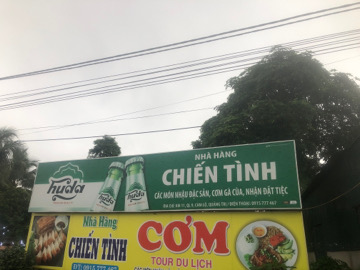 huda
NHÀ HÀNG
CHIẾN TÌNH
CÁC MÓN NHẬU ĐẶC SẢN, CƠM GÀ CỦA, NHẬN ĐẶT TIỆC
Nhà Hàng
CHIẾN TÌNH
CƠM
TOUR DU LỊCH